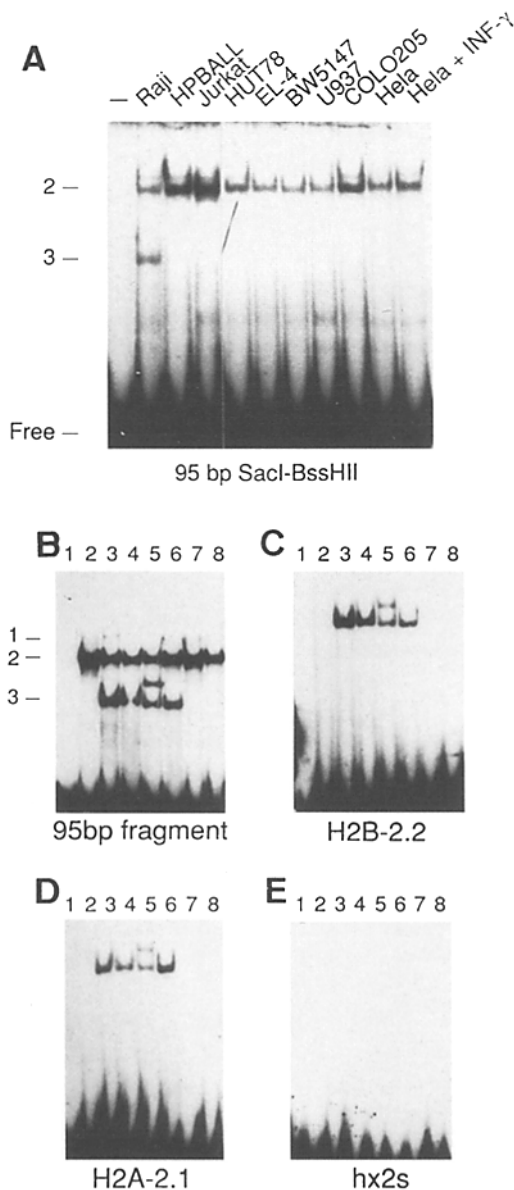 A
— Raji HPBALL Jurkat HUT78 EL-4 BW5147 U937 COLO205 Hela Hela + INF-γ
2 —
3 —
Free —
95 bp SacI-BssHII
B 1 2 3 4 5 6 7 8
1 —
2 —
3 —
95bp fragment
C 1 2 3 4 5 6 7 8
H2B-2.2
D 1 2 3 4 5 6 7 8
H2A-2.1
E 1 2 3 4 5 6 7 8
hx2s